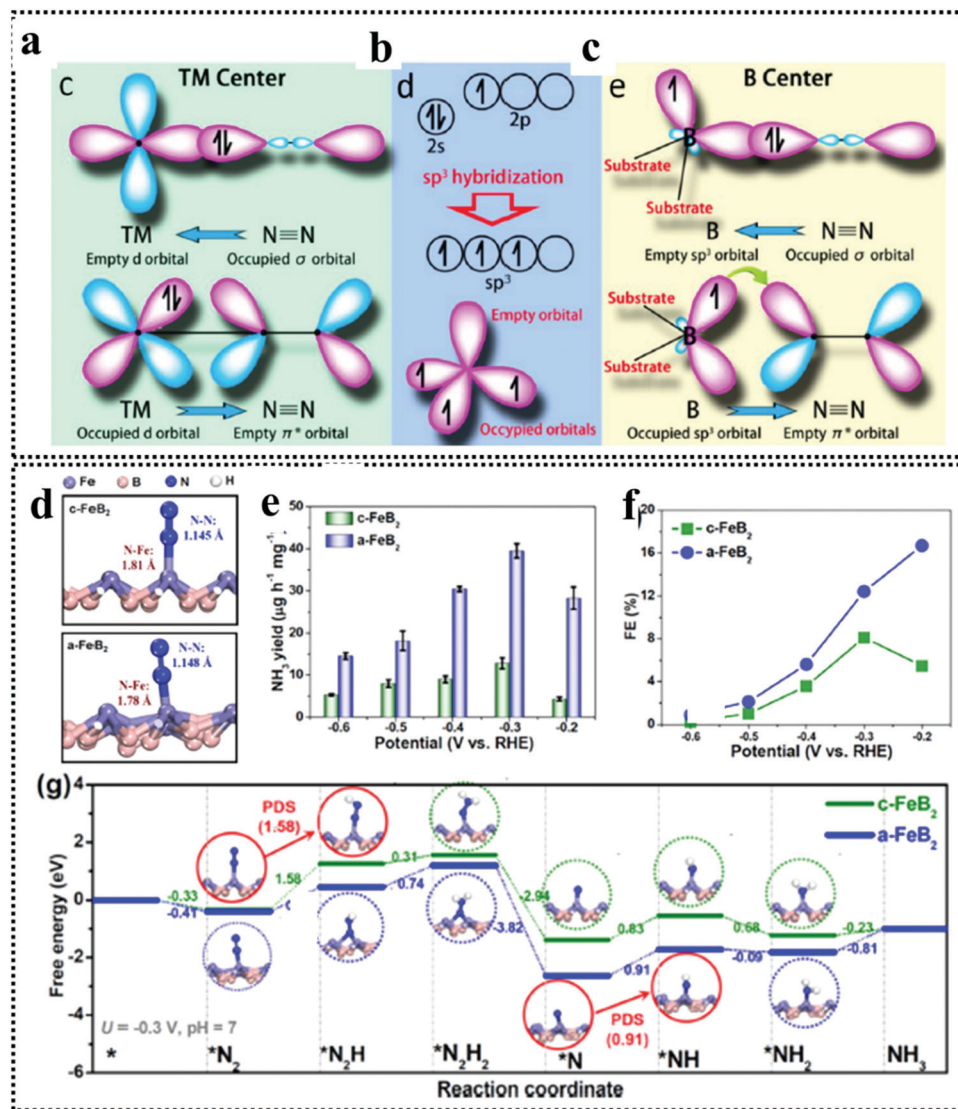 a
b
c
c
TM Center
TM
N≡N
Empty d orbital
Occupied σ orbital
TM
N≡N
Occupied d orbital
Empty π* orbital
d
2s
2p
sp³ hybridization
sp³
Empty orbital
Occypied orbitals
e
B Center
B
Substrate
Substrate
B
N≡N
Empty sp³ orbital
Occupied σ orbital
Substrate
B
Substrate
B
N≡N
Occupied sp³ orbital
Empty π* orbital
d
Fe B N H
c-FeB₂
N-N:
1.145 Å
N-Fe:
1.81 Å
a-FeB₂
N-N:
1.148 Å
N-Fe:
1.78 Å
e
c-FeB₂
a-FeB₂
NH₃ yield (μg h⁻¹ mg⁻¹
50
40
30
20
10
0
-0.6 -0.5 -0.4 -0.3 -0.2
Potential (V vs. RHE)
f
c-FeB₂
a-FeB₂
FE (%)
20
16
12
8
4
0
-0.6 -0.5 -0.4 -0.3 -0.2
Potential (V vs. RHE)
(g)
c-FeB₂
a-FeB₂
Free energy (eV)
4
2
0
-2
-4
-6
PDS
(1.58)
-0.33
-0.41
1.58
0.31
0.74
-2.94
-3.82
0.83
0.91
0.68
-0.09
-0.23
-0.81
PDS
(0.91)
U = -0.3 V, pH = 7
* *N₂ *N₂H *N₂H₂ *N *NH *NH₂ NH₃
Reaction coordinate